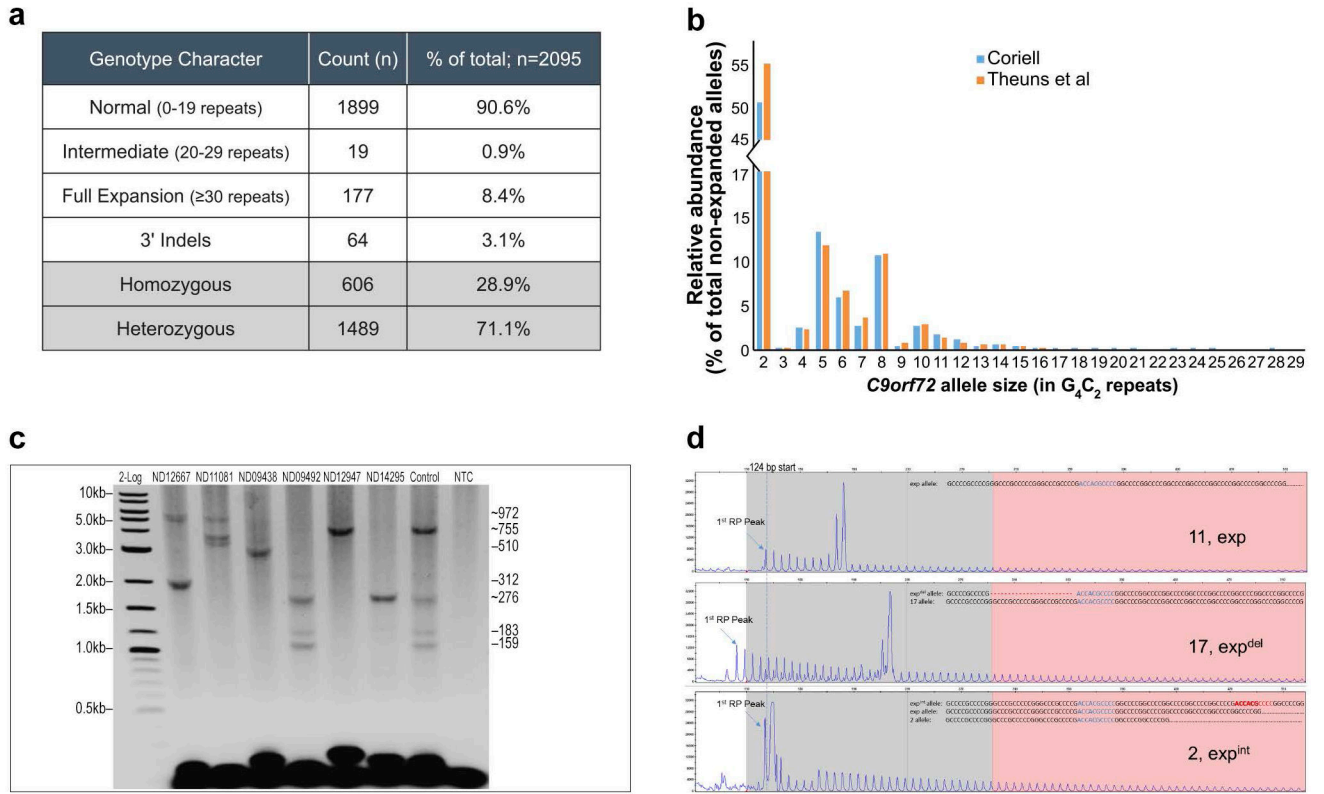 a
Genotype Character Count (n) % of total; n=2095
Normal (0-19 repeats) 1899 90.6%
Intermediate (20-29 repeats) 19 0.9%
Full Expansion (≥30 repeats) 177 8.4%
3' Indels 64 3.1%
Homozygous 606 28.9%
Heterozygous 1489 71.1%
b
Relative abundance
(% of total non-expanded alleles)
55
50
45
17
15
10
5
0
Coriell
Theuns et al
2 3 4 5 6 7 8 9 10 11 12 13 14 15 16 17 18 19 20 21 22 23 24 25 26 27 28 29
C9orf72 allele size (in G4C2 repeats)
c
2-Log ND12667 ND11081 ND09438 ND09492 ND12947 ND14295 Control NTC
10kb–
5.0kb–
3.0kb–
2.0kb–
1.5kb–
1.0kb–
0.5kb–
~972
~755
~510
~312
~276
~183
~159
d
124 bp start
exp allele:
1st RP Peak
11, exp
expdel allele:
17 allele:
1st RP Peak
17, expdel
expint allele:
exp allele:
2 allele:
1st RP Peak
2, expint